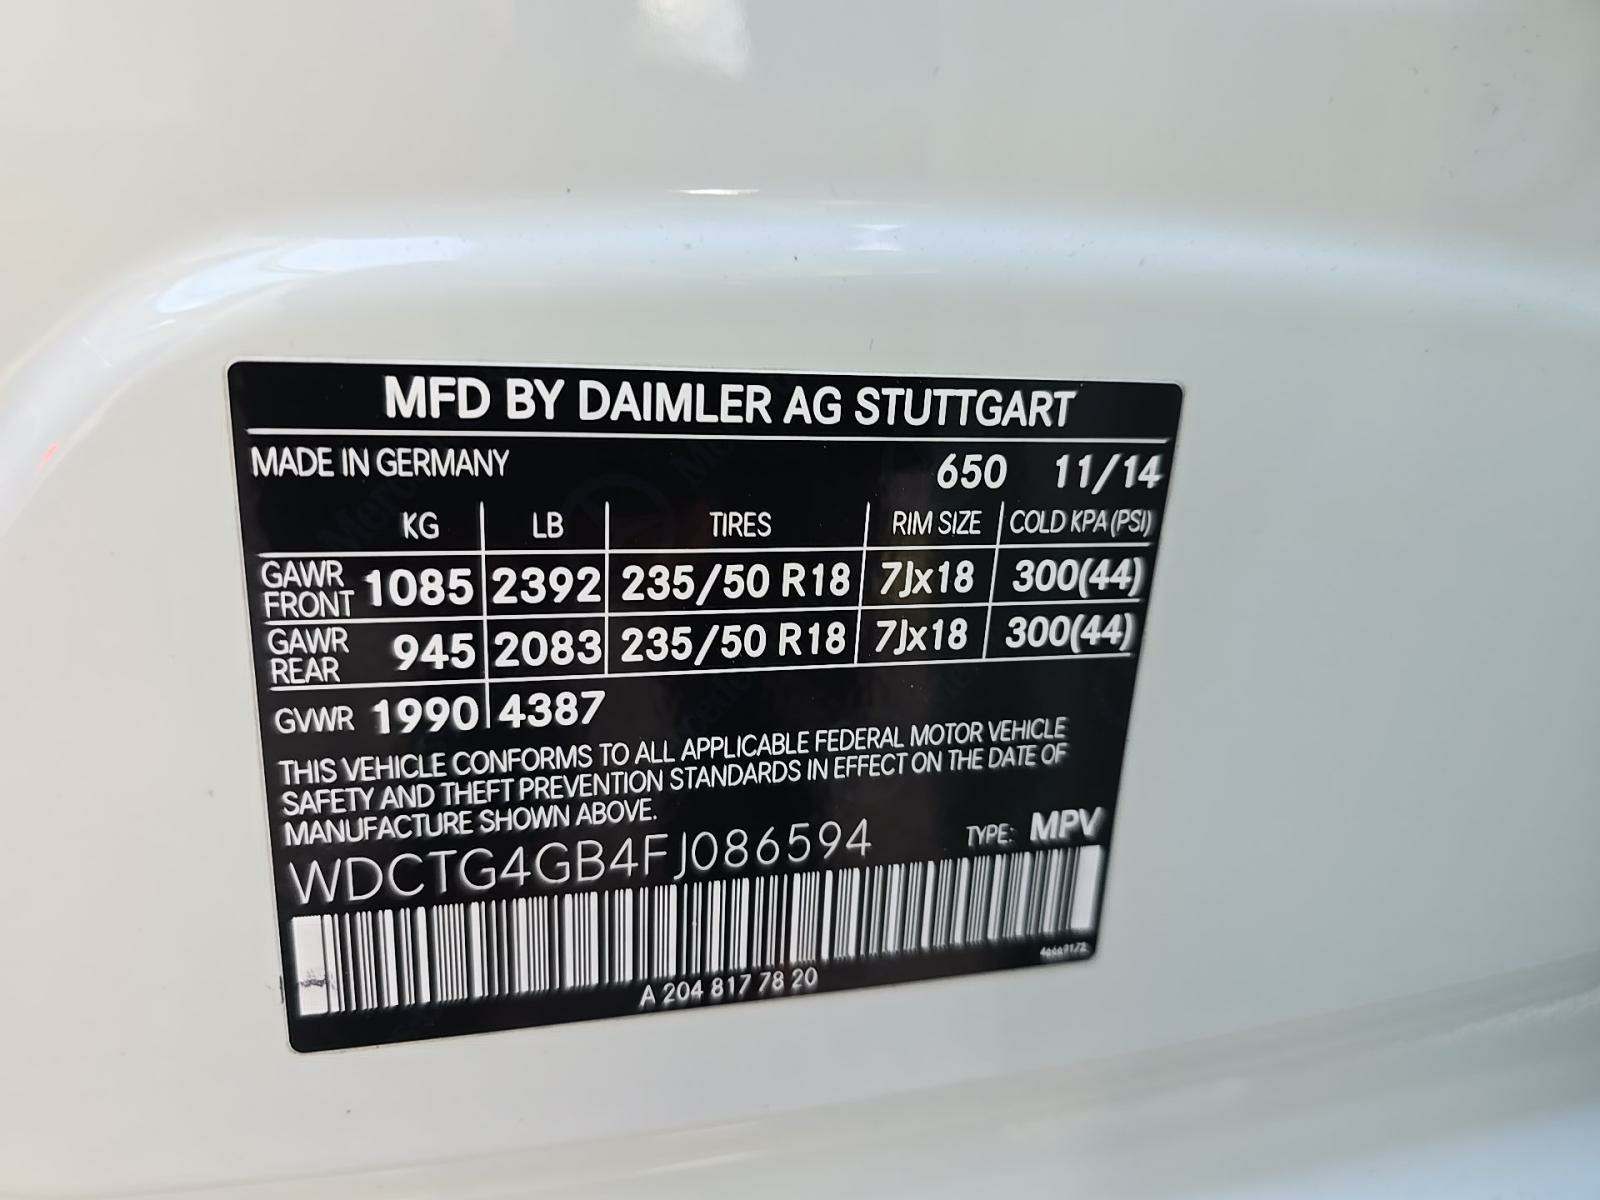 MFD BY DAIMLER AG STUTTGART
MADE IN GERMANY 650 11/14
KG LB TIRES RIM SIZE COLD KPA (PSI)
GAWR FRONT 1085 2392 235/50 R18 7Jx18 300(44)
GAWR REAR 945 2083 235/50 R18 7Jx18 300(44)
GVWR 1990 4387
THIS VEHICLE CONFORMS TO ALL APPLICABLE FEDERAL MOTOR VEHICLE
SAFETY AND THEFT PREVENTION STANDARDS IN EFFECT ON THE DATE OF
MANUFACTURE SHOWN ABOVE.
WDCTG4GB4FJ086594 TYPE: MPV
A 204 817 78 20